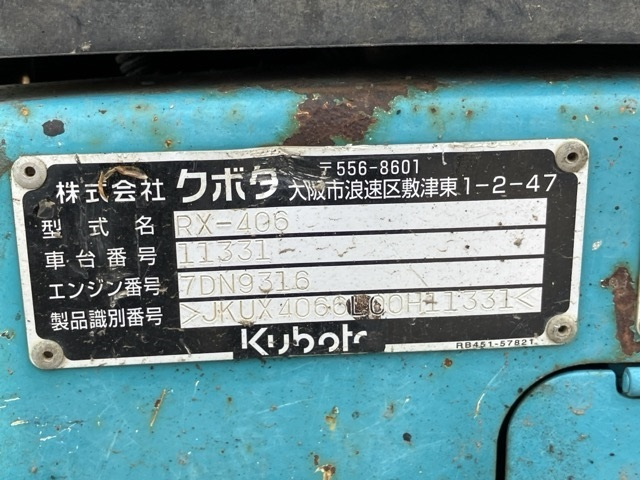 株式会社 クボタ 〒556-8601
大阪市浪速区敷津東1-2-47
型式名 RX-406
車台番号 11331
エンジン番号 7DN9316
製品識別番号
Kubota
RB451-57821